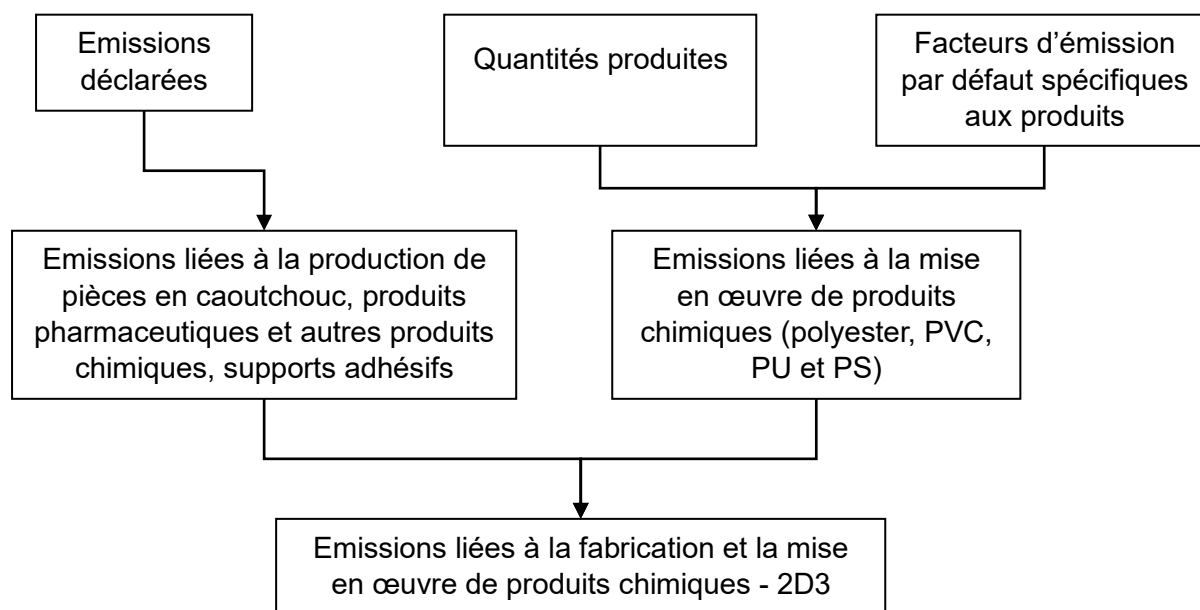 Emissions
déclarées
Quantités produites
Facteurs d’émission
par défaut spécifiques
aux produits
Emissions liées à la production de
pièces en caoutchouc, produits
pharmaceutiques et autres produits
chimiques, supports adhésifs
Emissions liées à la mise
en œuvre de produits
chimiques (polyester, PVC,
PU et PS)
Emissions liées à la fabrication et la mise
en œuvre de produits chimiques - 2D3